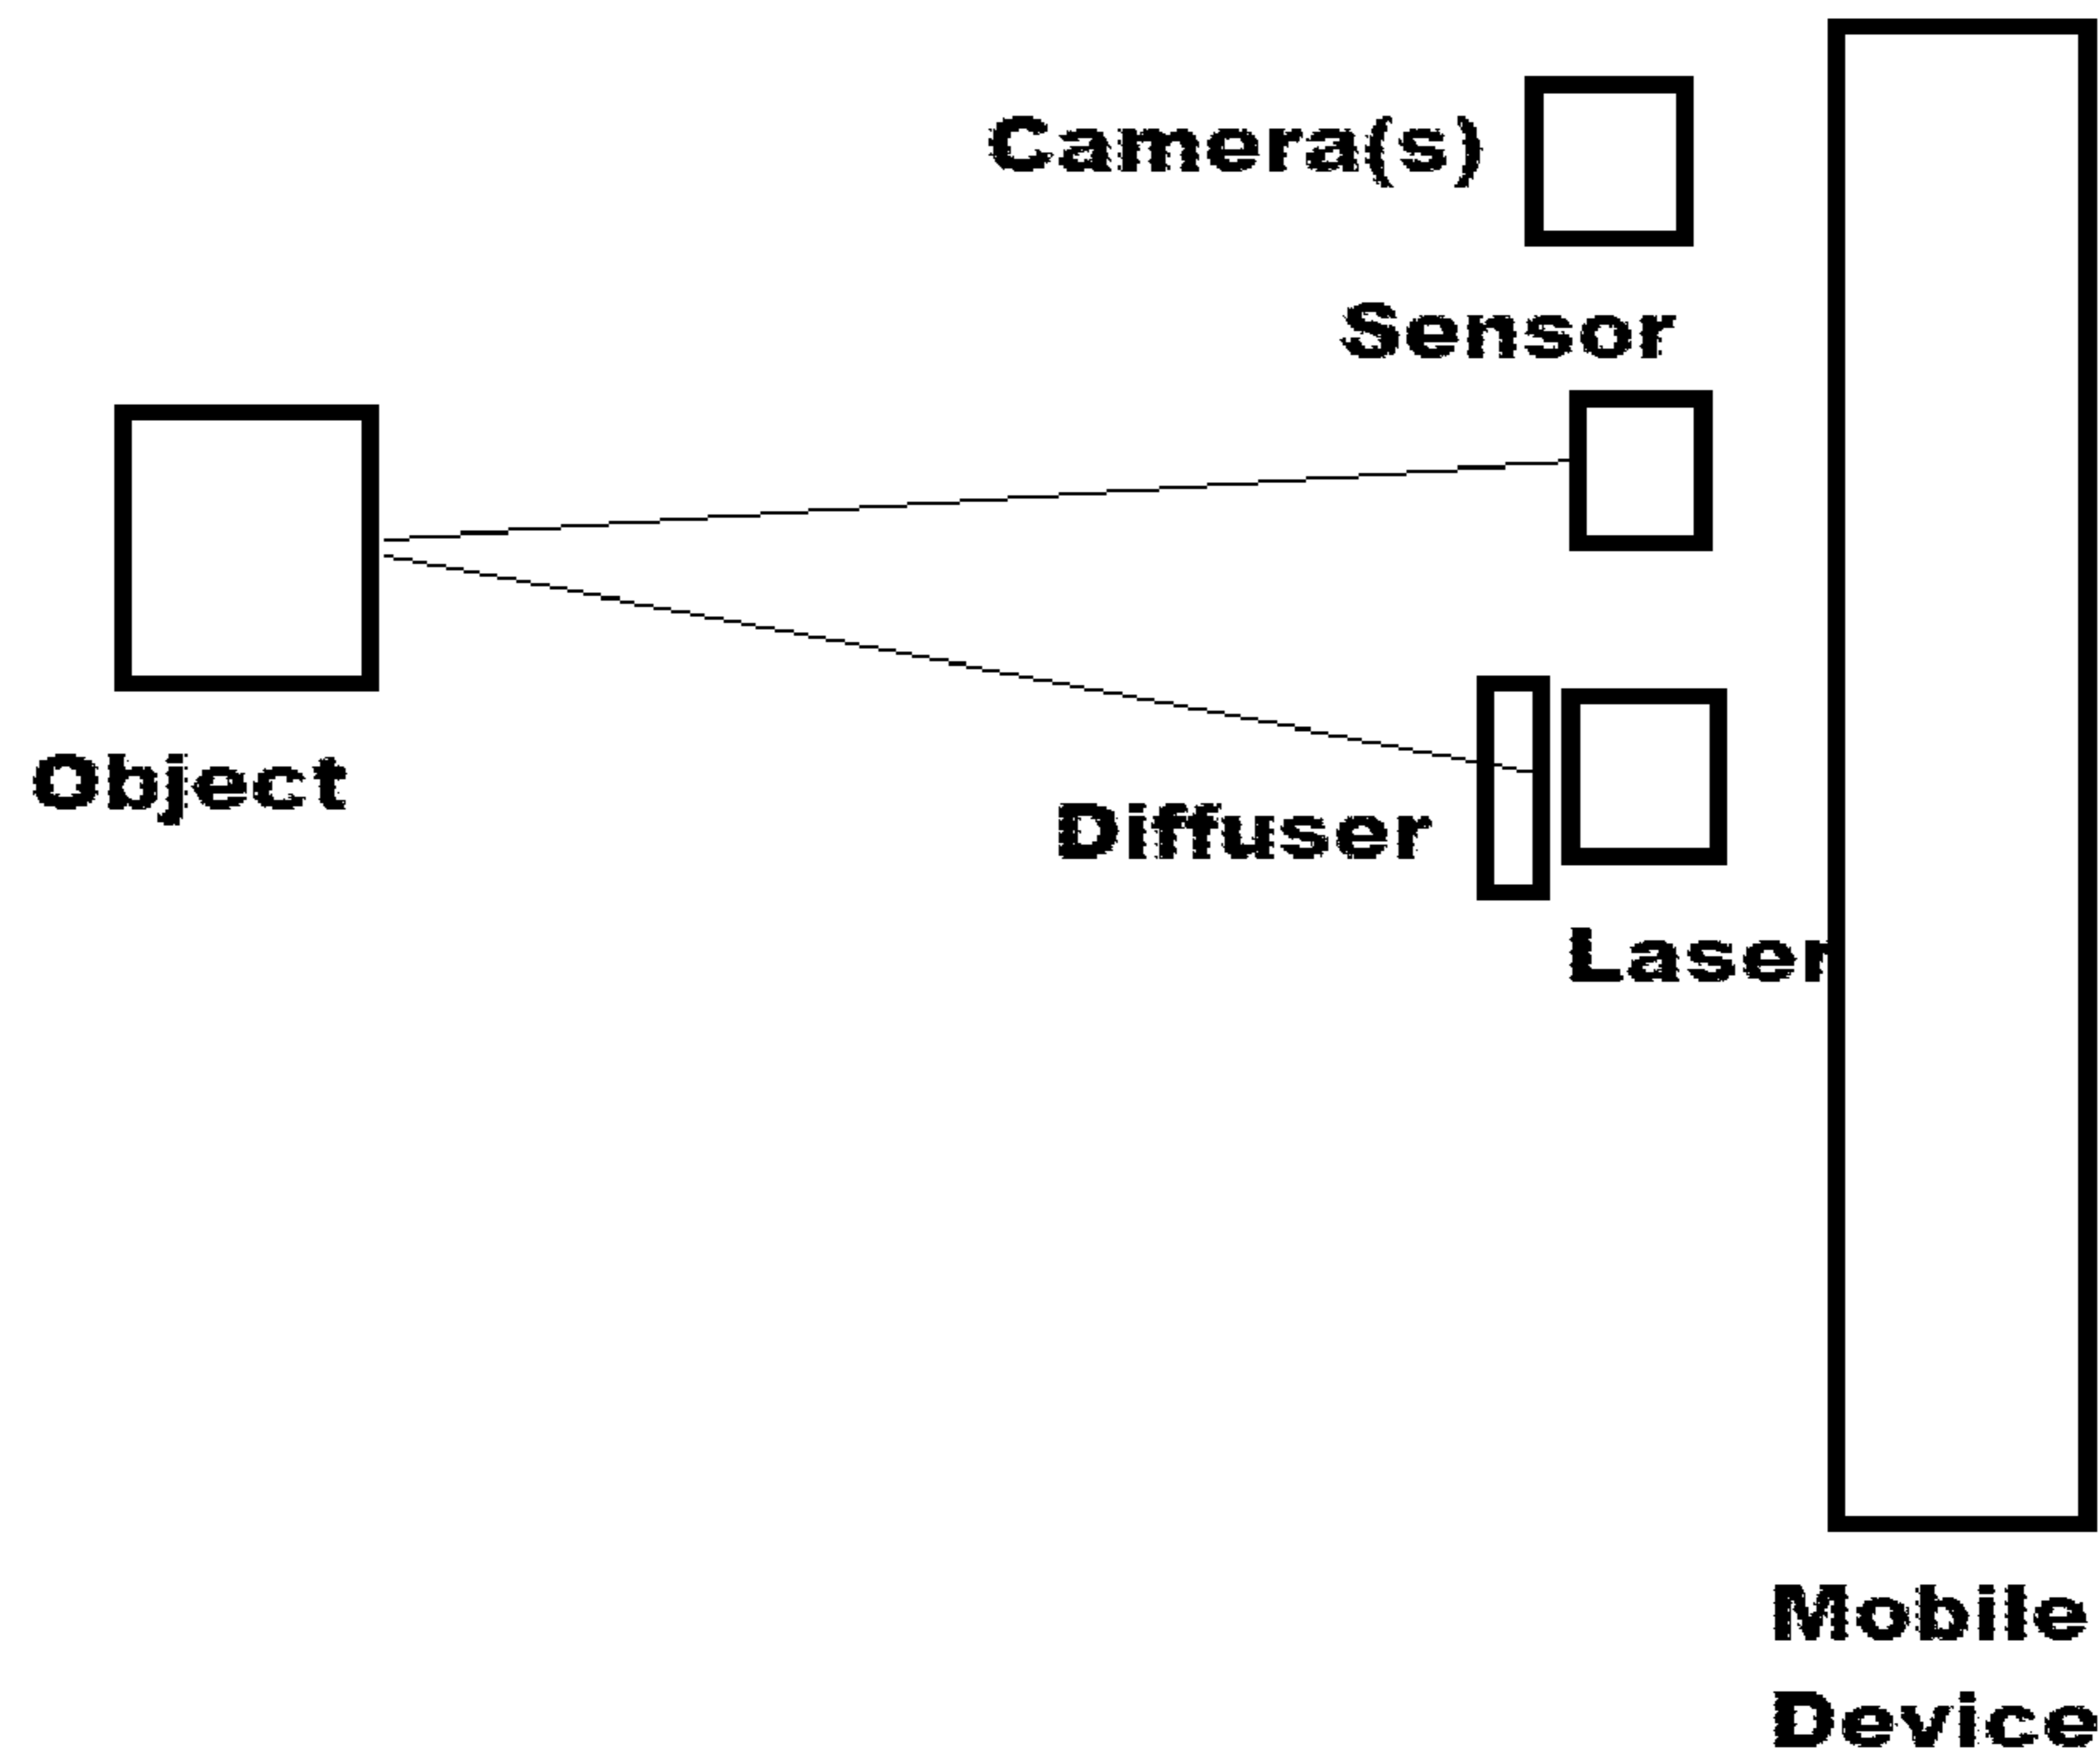 Camera(s)
Sensor
Object
Diffuser
Laser
Mobile
Device